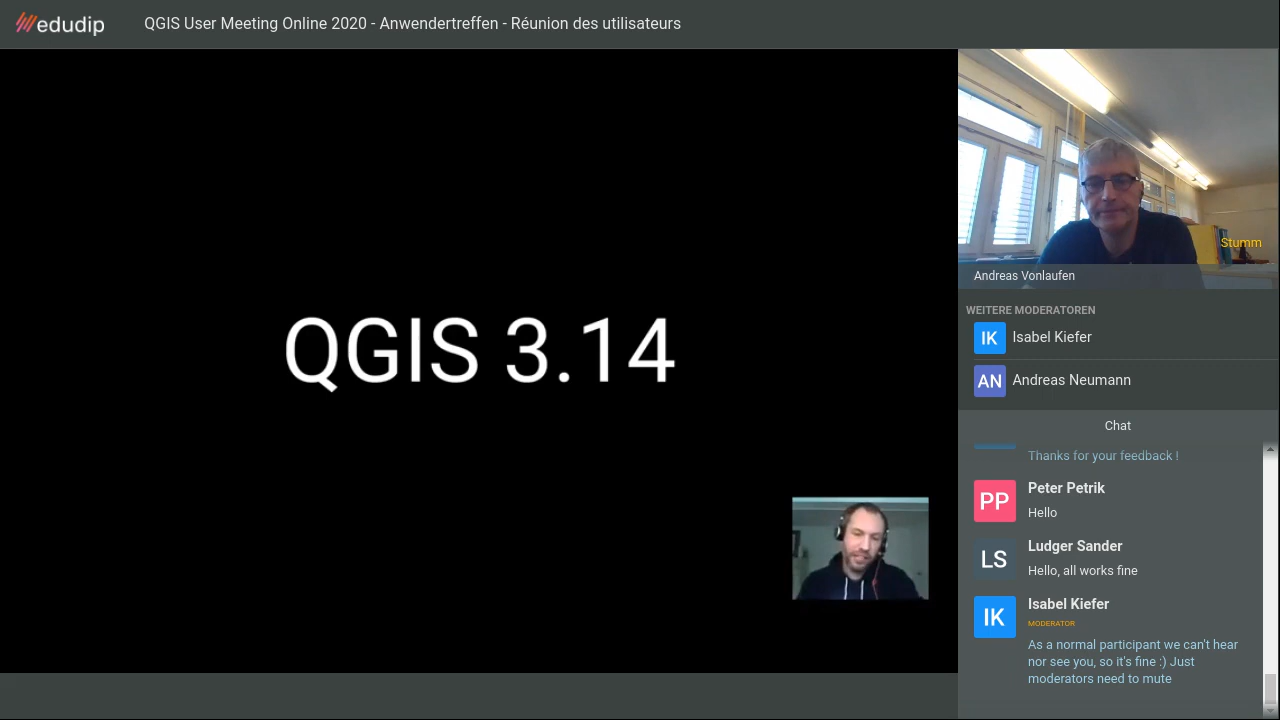 edudip
QGIS User Meeting Online 2020 - Anwendertreffen - Réunion des utilisateurs
QGIS 3.14
Stumm
Andreas Vonlaufen
WEITERE MODERATOREN
IK Isabel Kiefer
AN Andreas Neumann
Chat
Thanks for your feedback !
PP Peter Petrik
Hello
LS Ludger Sander
Hello, all works fine
IK Isabel Kiefer
MODERATOR
As a normal participant we can't hear
nor see you, so it's fine :) Just
moderators need to mute